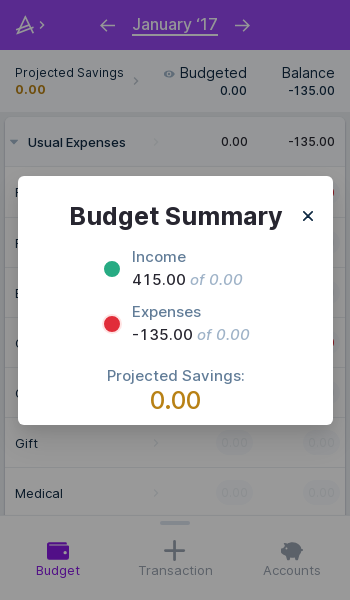 January ‘17
Projected Savings Budgeted Balance
0.00 0.00 -135.00
Usual Expenses 0.00 -135.00
Budget Summary
Income
415.00 of 0.00
Expenses
-135.00 of 0.00
Projected Savings:
0.00
Gift 0.00 0.00
Medical 0.00 0.00
Budget Transaction Accounts